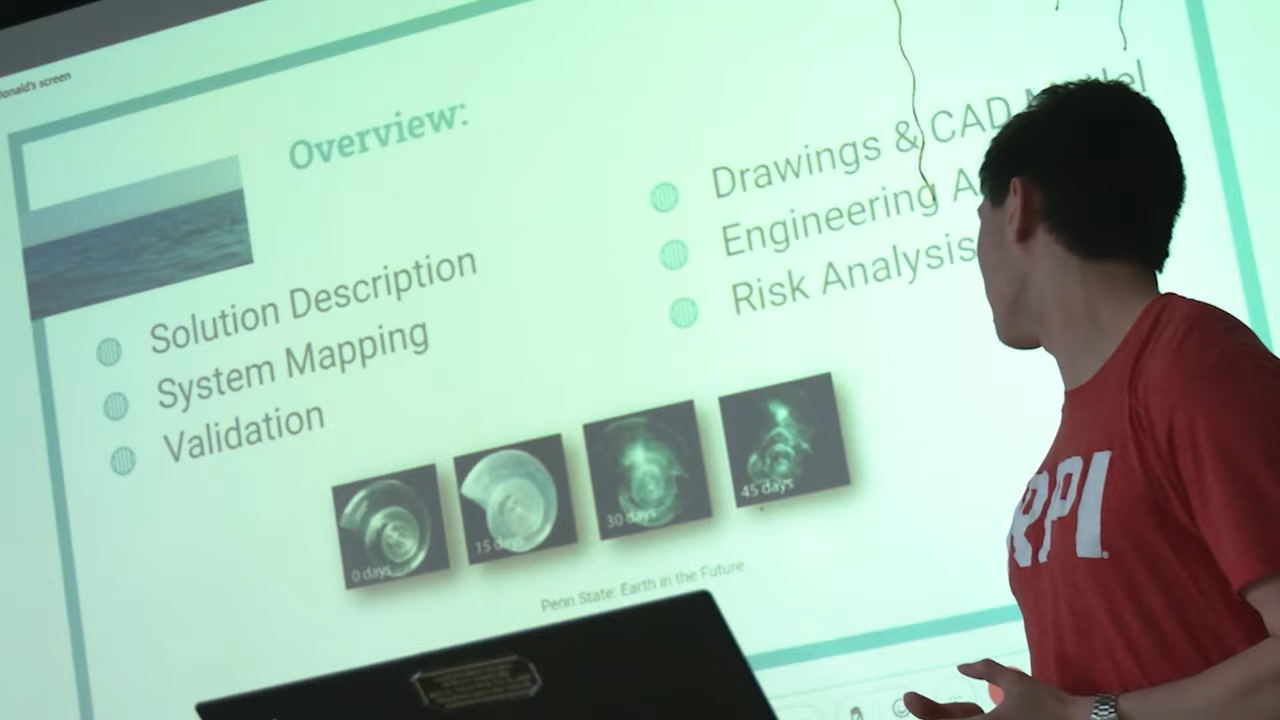 onald's screen
Overview:
Solution Description
System Mapping
Validation
Drawings & CAD
Engineering
Risk Analysis
0 days
15 days
30 days
45 days
Penn State: Earth in the Future
RPI